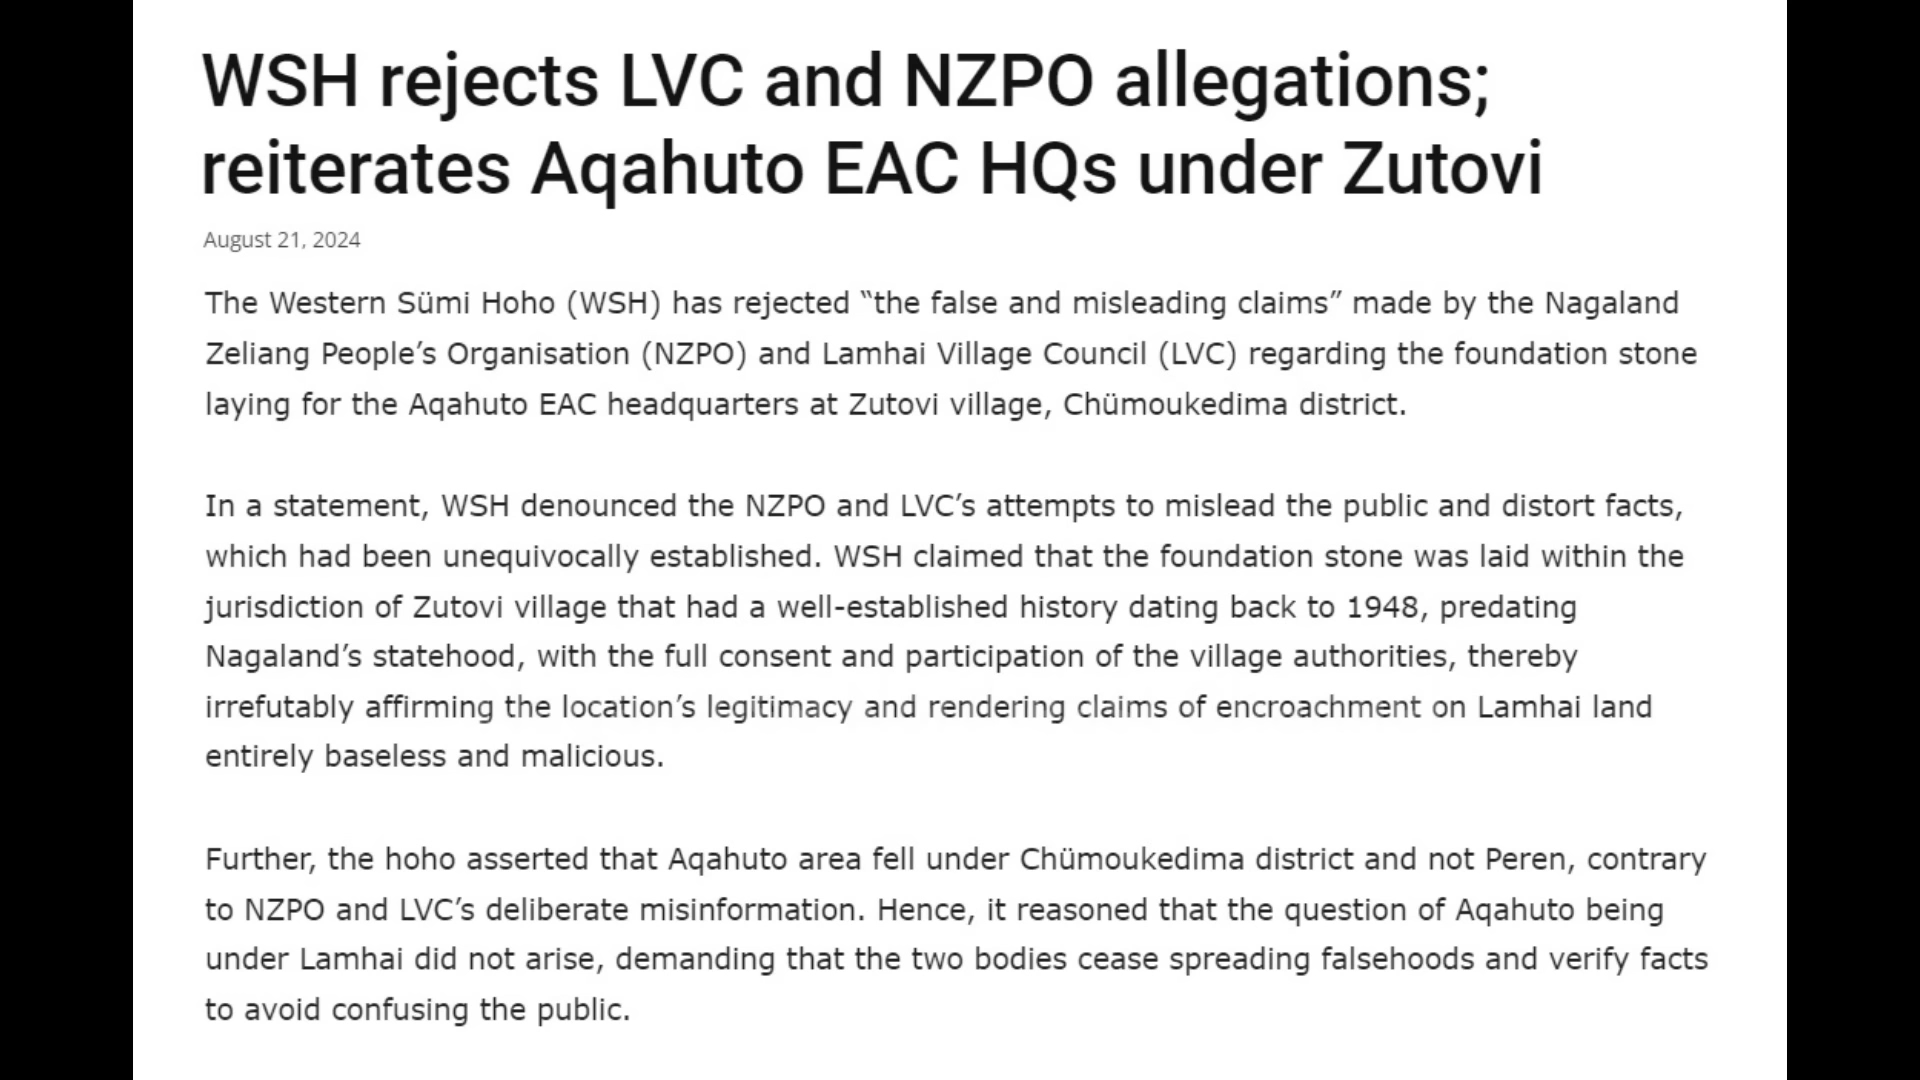 WSH rejects LVC and NZPO allegations;
reiterates Aqahuto EAC HQs under Zutovi
August 21, 2024
The Western Sümi Hoho (WSH) has rejected “the false and misleading claims” made by the Nagaland
Zeliang People’s Organisation (NZPO) and Lamhai Village Council (LVC) regarding the foundation stone
laying for the Aqahuto EAC headquarters at Zutovi village, Chümoukedima district.
In a statement, WSH denounced the NZPO and LVC’s attempts to mislead the public and distort facts,
which had been unequivocally established. WSH claimed that the foundation stone was laid within the
jurisdiction of Zutovi village that had a well-established history dating back to 1948, predating
Nagaland’s statehood, with the full consent and participation of the village authorities, thereby
irrefutably affirming the location’s legitimacy and rendering claims of encroachment on Lamhai land
entirely baseless and malicious.
Further, the hoho asserted that Aqahuto area fell under Chümoukedima district and not Peren, contrary
to NZPO and LVC’s deliberate misinformation. Hence, it reasoned that the question of Aqahuto being
under Lamhai did not arise, demanding that the two bodies cease spreading falsehoods and verify facts
to avoid confusing the public.